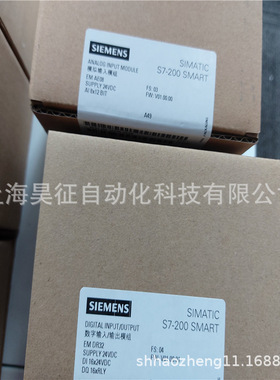 SIEMENS
SIMATIC
S7-200 SMART
ANALOG INPUT MODULE
模拟输入模块
EM AE08
SUPPLY 24VDC
AI 8x12 BIT
FS: 03
上海昊征自动化科技有限公司
SIEMENS
SIMATIC
S7-200 SMART
DIGITAL INPUT/OUTPUT
数字输入/输出模块
EM DR32
SUPPLY 24VDC
DI 16x24VDC
DQ 16xRLY
FS: 04
shhaozheng11.1688